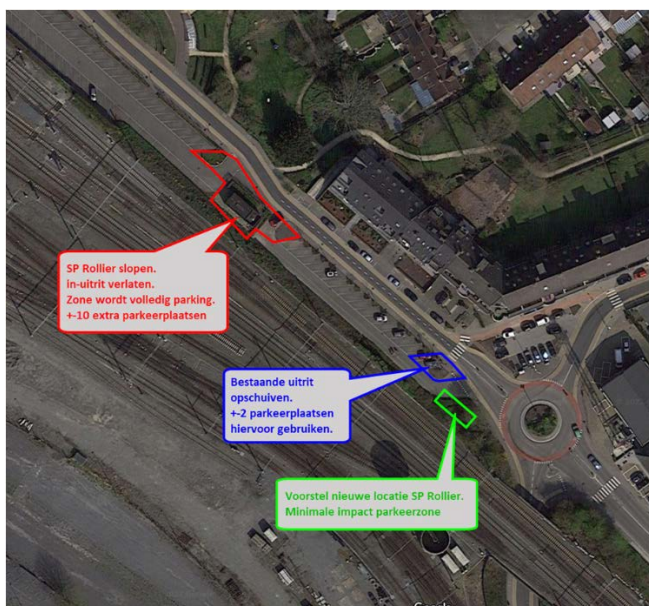 SP Rollier slopen.
in-uitrit verlaten.
Zone wordt volledig parking.
+-10 extra parkeerplaatsen
Bestaande uitrit
opschuiven.
+-2 parkeerplaatsen
hiervoor gebruiken.
Voorstel nieuwe locatie SP Rollier.
Minimale impact parkeerzone